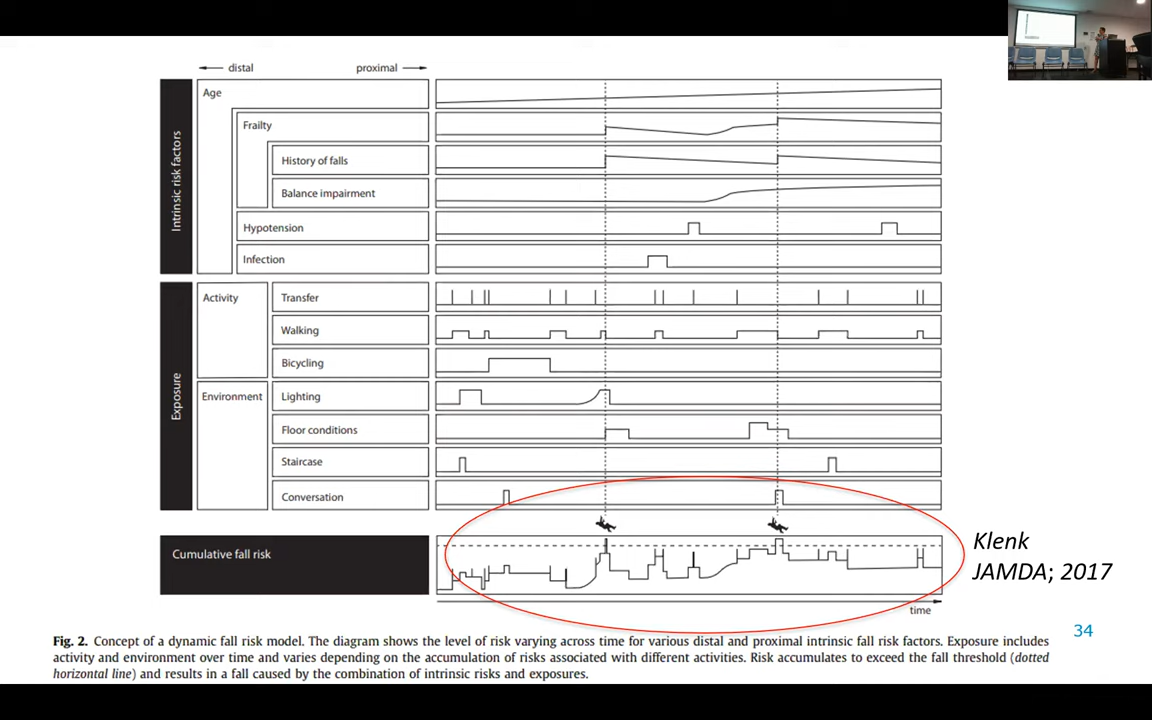 distal proximal
Intrinsic risk factors
Age
Frailty
History of falls
Balance impairment
Hypotension
Infection
Exposure
Activity
Transfer
Walking
Bicycling
Environment
Lighting
Floor conditions
Staircase
Conversation
Cumulative fall risk
time
Klenk
JAMDA; 2017
34
Fig. 2. Concept of a dynamic fall risk model. The diagram shows the level of risk varying across time for various distal and proximal intrinsic fall risk factors. Exposure includes
activity and environment over time and varies depending on the accumulation of risks associated with different activities. Risk accumulates to exceed the fall threshold (dotted
horizontal line) and results in a fall caused by the combination of intrinsic risks and exposures.